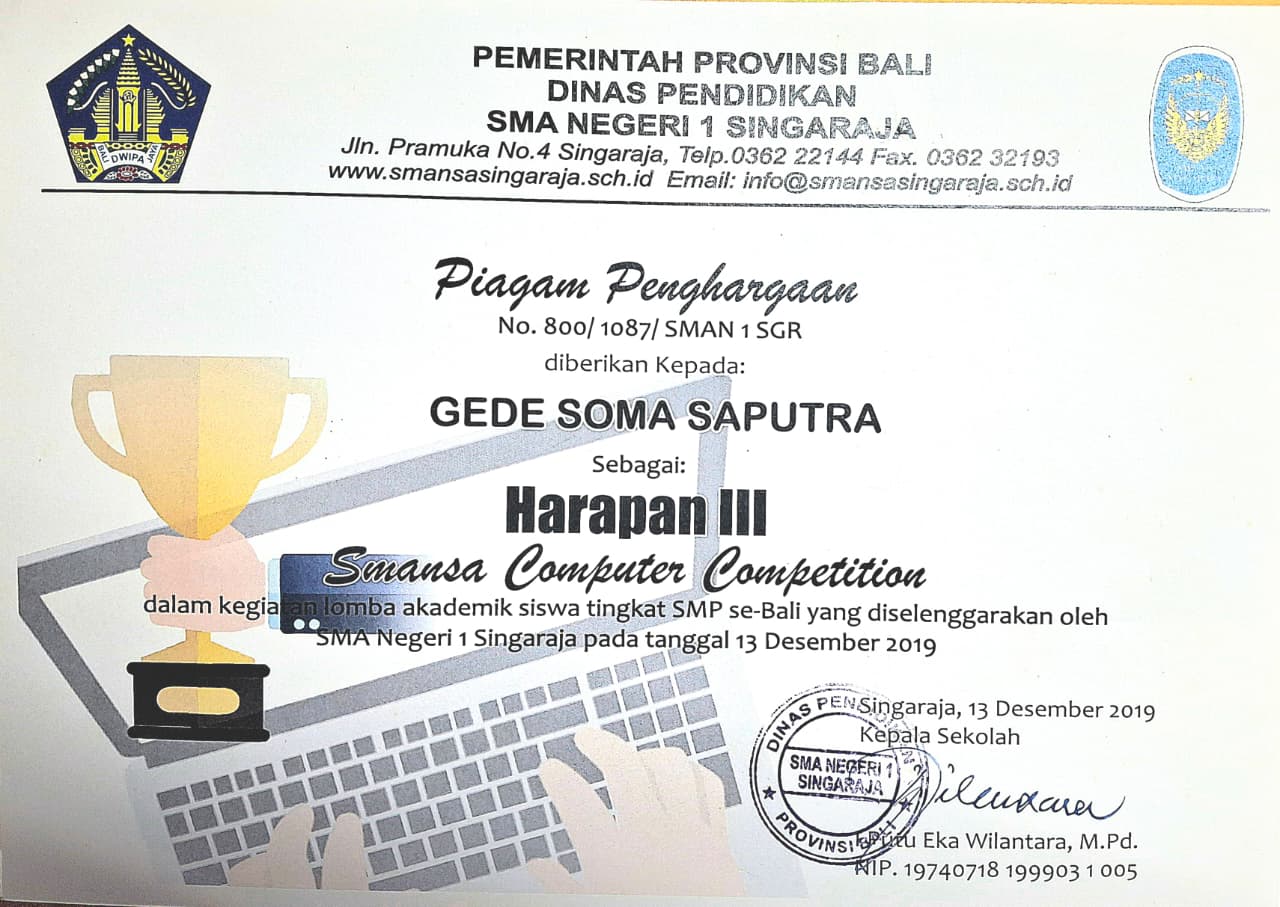 PEMERINTAH PROVINSI BALI
DINAS PENDIDIKAN
SMA NEGERI 1 SINGARAJA
Jln. Pramuka No.4 Singaraja, Telp.0362 22144 Fax. 0362 32193
www.smansasingaraja.sch.id Email: info@smansasingaraja.sch.id
BALI DWIPA JAYA
Piagam Penghargaan
No. 800/ 1087/ SMAN 1 SGR
diberikan Kepada:
GEDE SOMA SAPUTRA
Sebagai:
Harapan III
Smansa Computer Competition
dalam kegiatan lomba akademik siswa tingkat SMP se-Bali yang diselenggarakan oleh
SMA Negeri 1 Singaraja pada tanggal 13 Desember 2019
Singaraja, 13 Desember 2019
Kepala Sekolah
DINAS PENDIDIKAN
SMA NEGERI 1
SINGARAJA
PROVINSI BALI
Putu Eka Wilantara, M.Pd.
NIP. 19740718 199903 1 005